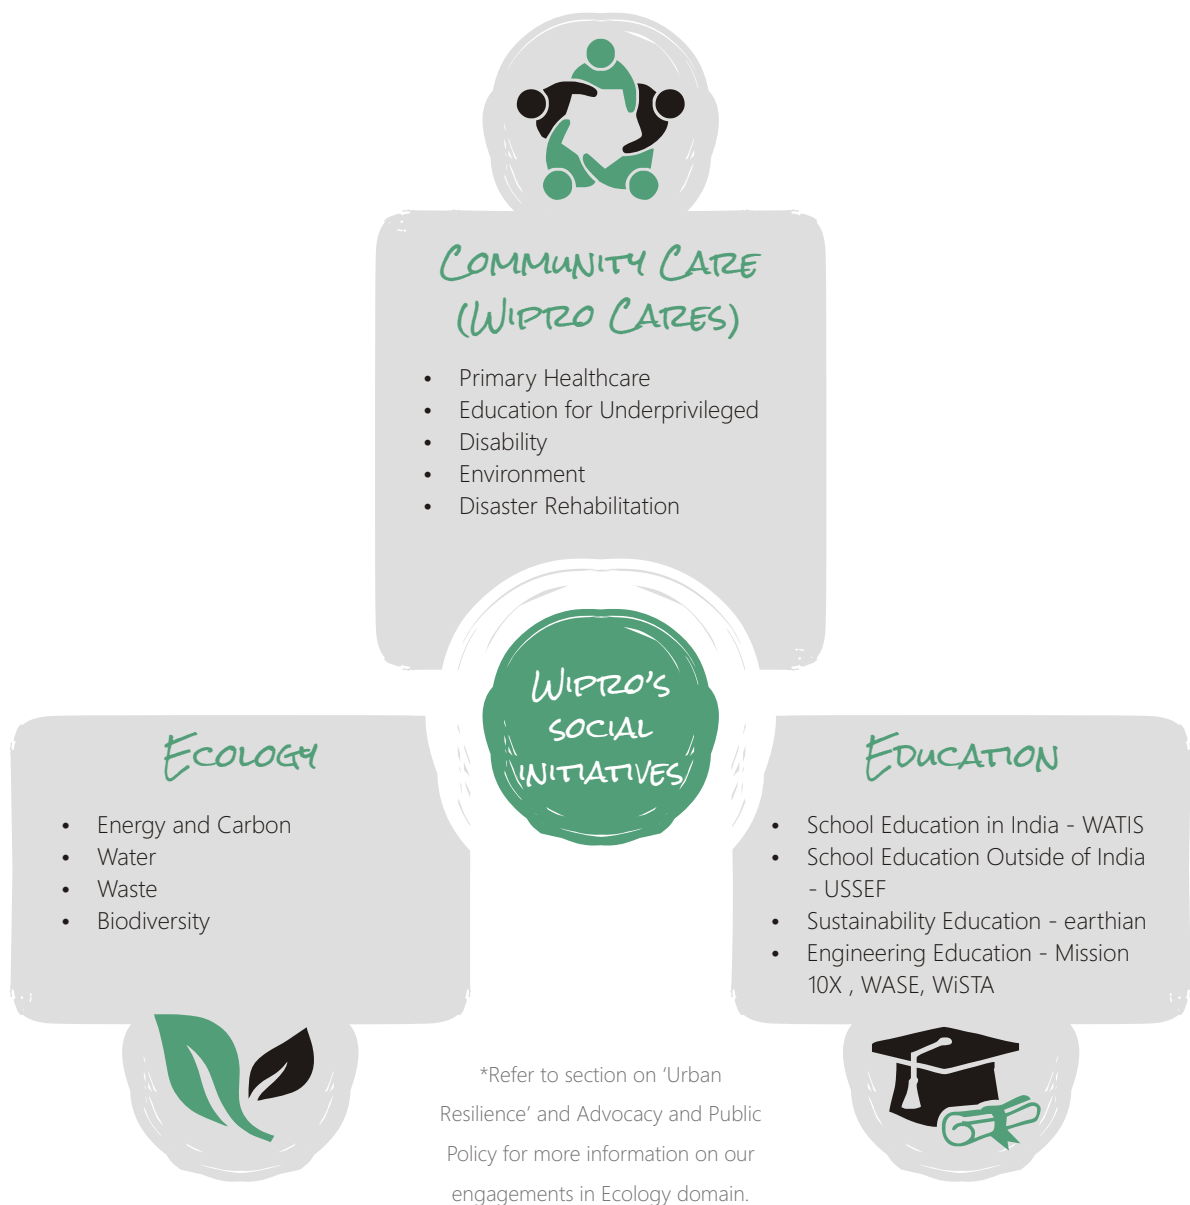 Community Care
(Wipro Cares)
• Primary Healthcare
• Education for Underprivileged
• Disability
• Environment
• Disaster Rehabilitation
Wipro's
social
initiatives
Ecology
• Energy and Carbon
• Water
• Waste
• Biodiversity
Education
• School Education in India - WATIS
• School Education Outside of India
- USSEF
• Sustainability Education - earthian
• Engineering Education - Mission
10X , WASE, WiSTA
*Refer to section on ‘Urban
Resilience’ and Advocacy and Public
Policy for more information on our
engagements in Ecology domain.